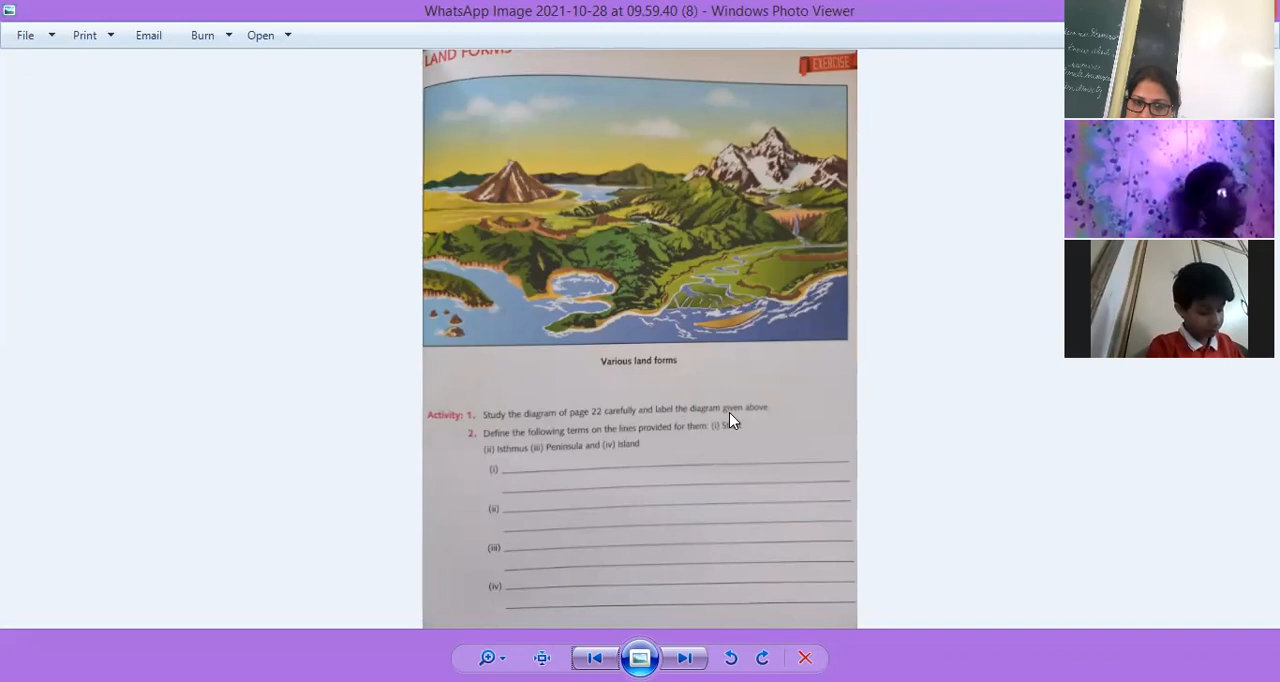 WhatsApp Image 2021-10-28 at 09.59.40 (8) - Windows Photo Viewer
File Print Email Burn Open
LAND FORMS
EXERCISE
Various land forms
Activity: 1. Study the diagram of page 22 carefully and label the diagram given above.
2. Define the following terms on the lines provided for them: (i)
(ii) Isthmus (iii) Peninsula and (iv) Island
(i)
(ii)
(iii)
(iv)